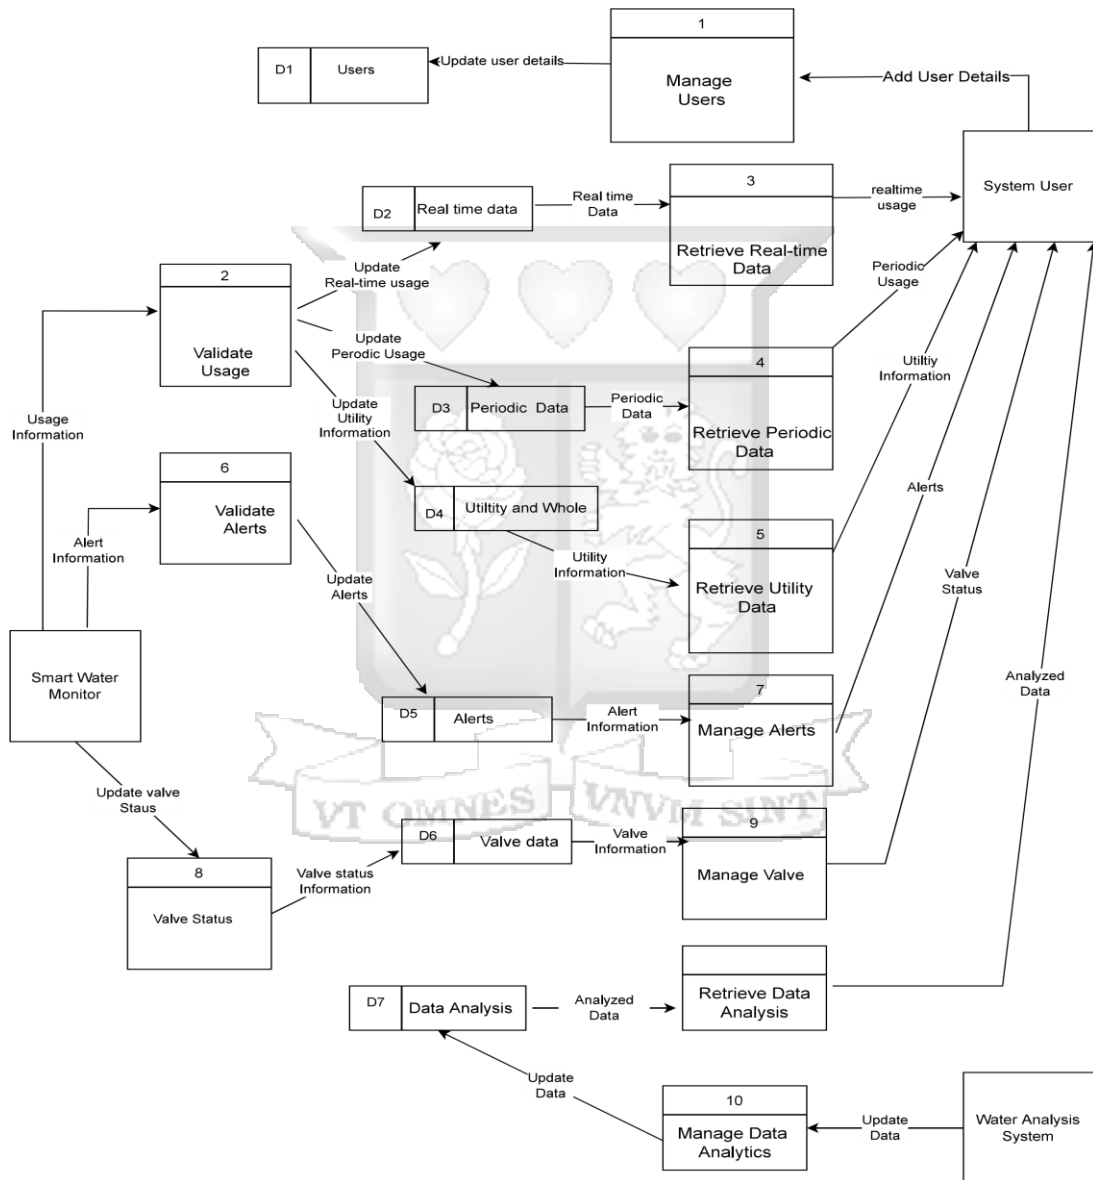 1
D1
Users
Update user details
Manage
Users
Add User Details
System User
D2
Real time data
Real time
Data
3
Retrieve Real-time
Data
realtime
usage
2
Validate
Usage
Update
Real-time usage
Update
Perodic Usage
Update
Utility
Information
Usage
Information
D3
Periodic Data
Periodic
Data
4
Retrieve Periodic
Data
Periodic
Usage
Utiltiy
Information
6
Validate
Alerts
Alert
Information
D4
Utiltity and Whole
Utility
Information
5
Retrieve Utility
Data
Alerts
Valve
Status
Update
Alerts
Smart Water
Monitor
D5
Alerts
Alert
Information
7
Manage Alerts
Analyzed
Data
VT OMNES VNVM SINT
Update valve
Staus
8
Valve Status
Valve status
Information
D6
Valve data
Valve
Information
9
Manage Valve
D7
Data Analysis
Analyzed
Data
Retrieve Data
Analysis
Update
Data
10
Manage Data
Analytics
Update
Data
Water Analysis
System